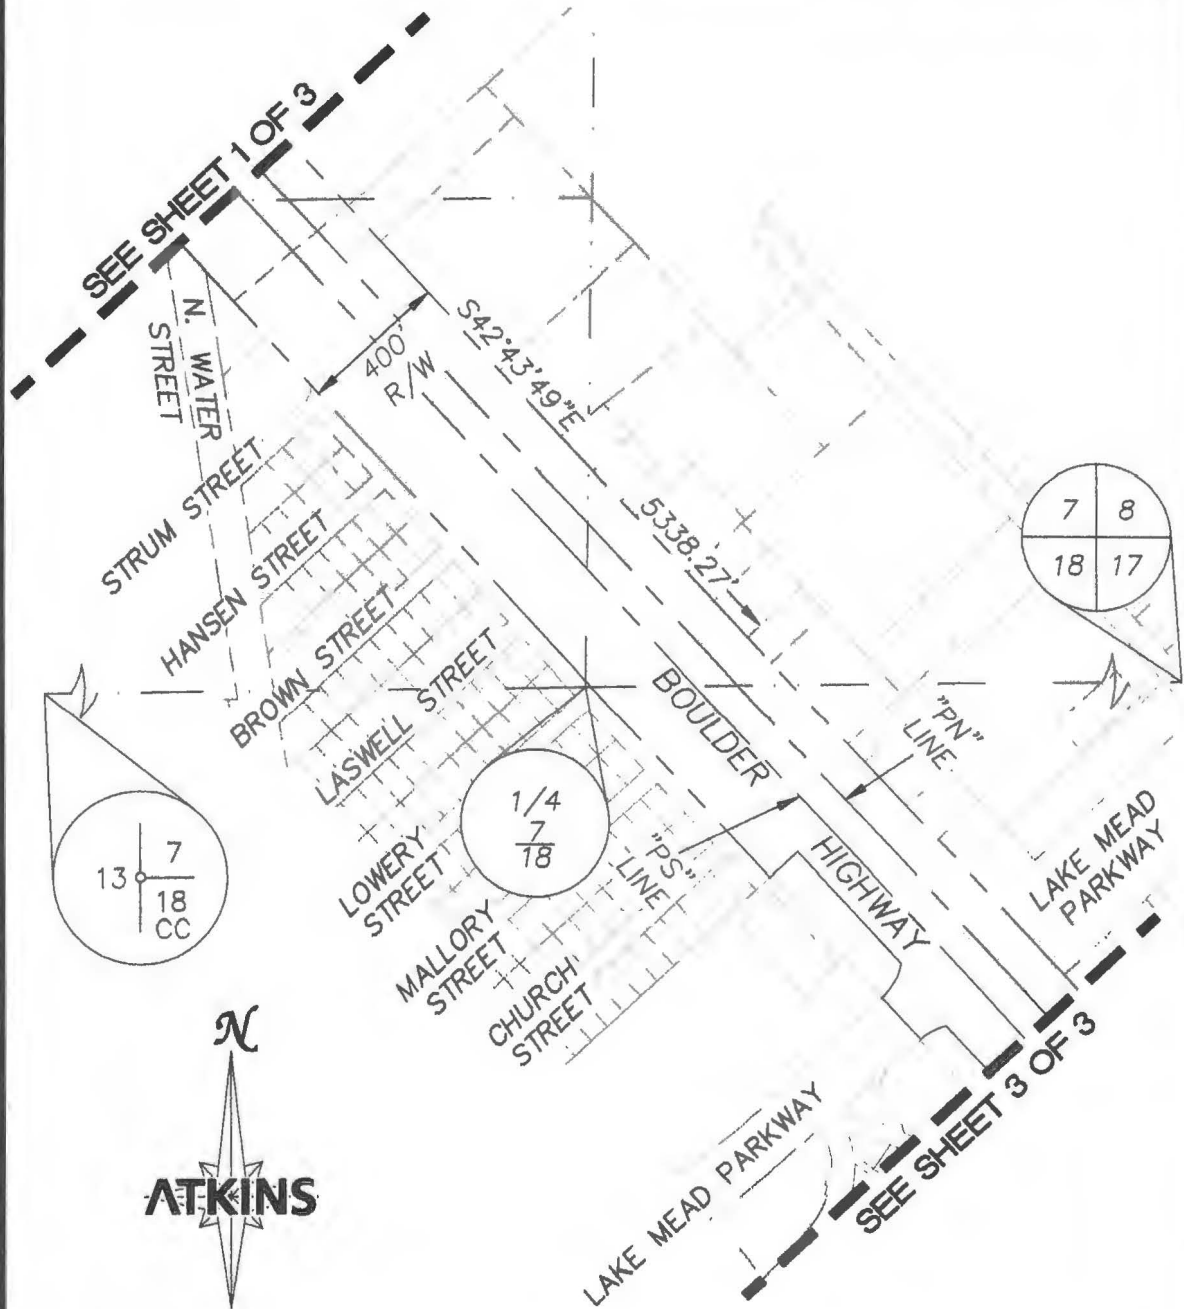 SEE SHEET 1 OF 3
N. WATER
STREET
400'
R/W
S42°43'49"E
5338.27'
STRUM STREET
HANSEN STREET
BROWN STREET
LASWELL STREET
LOWERY
STREET
MALLORY
STREET
CHURCH
STREET
7 8
18 17
13 7
18
CC
1/4
7
18
BOULDER
HIGHWAY
"PN"
LINE
"PS"
LINE
LAKE MEAD
PARKWAY
LAKE MEAD PARKWAY
SEE SHEET 3 OF 3
N
ATKINS